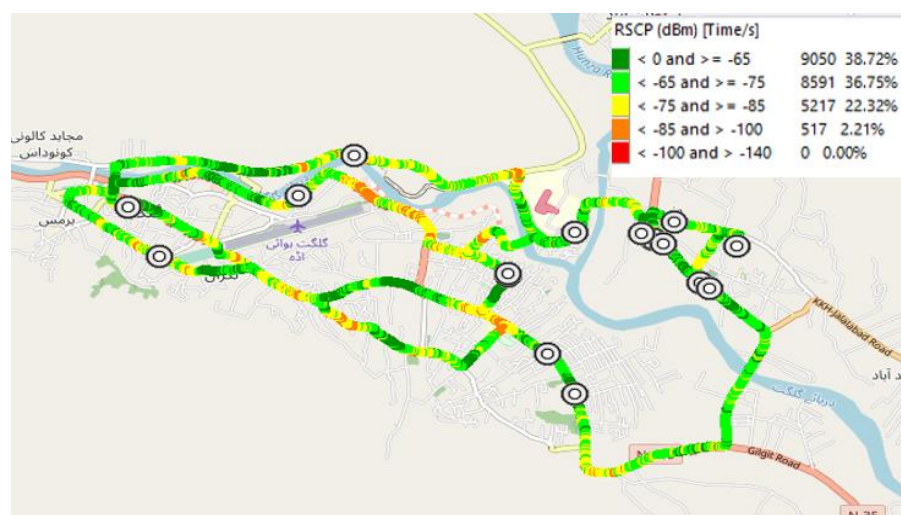 RSCP (dBm) [Time/s]
< 0 and >= -65 9050 38.72%
< -65 and >= -75 8591 36.75%
< -75 and >= -85 5217 22.32%
< -85 and > -100 517 2.21%
< -100 and > -140 0 0.00%
Hunza
مجاہد کالونی
کونوداس
برمس
گلگت ہوائی
اڈہ
KKH-Jalalabad Road
دریائے گلگت
آباد
Gilgit Road
N-35